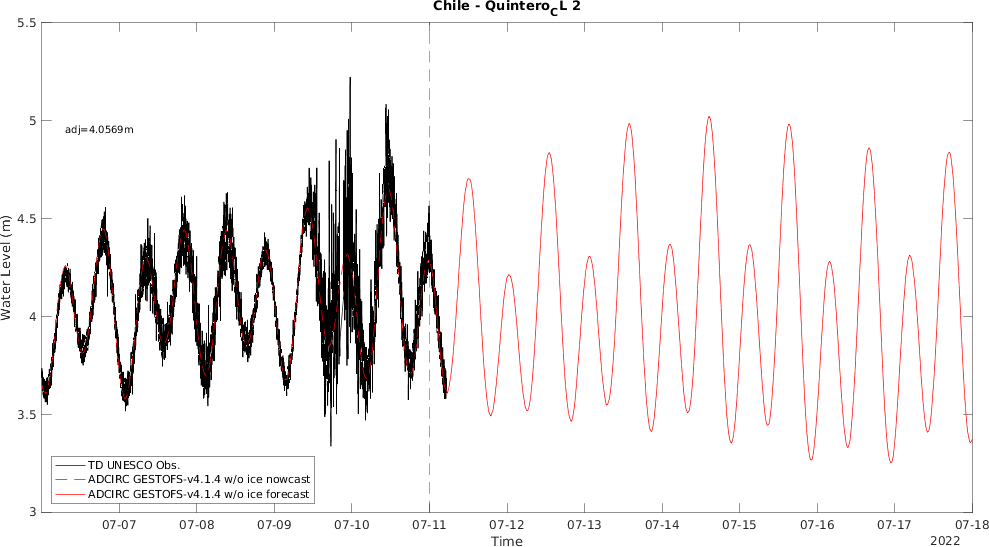 Chile - Quintero_CL 2
5.5
5
adj=4.0569m
4.5
Water Level (m)
4
3.5
TD UNESCO Obs.
ADCIRC GESTOFS-v4.1.4 w/o ice nowcast
ADCIRC GESTOFS-v4.1.4 w/o ice forecast
3
07-07 07-08 07-09 07-10 07-11 07-12 07-13 07-14 07-15 07-16 07-17 07-18
Time
2022